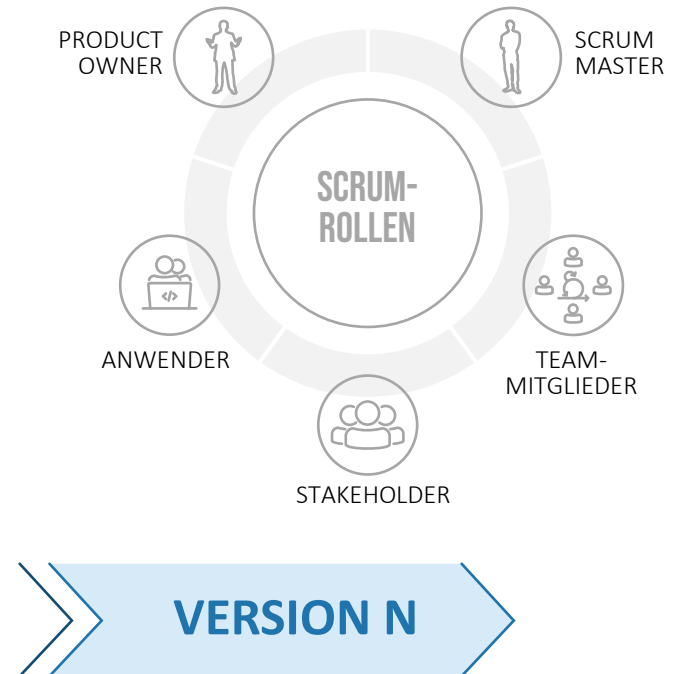 PRODUCT
OWNER
SCRUM
MASTER
SCRUM-
ROLLEN
</>
ANWENDER
TEAM-
MITGLIEDER
STAKEHOLDER
VERSION N